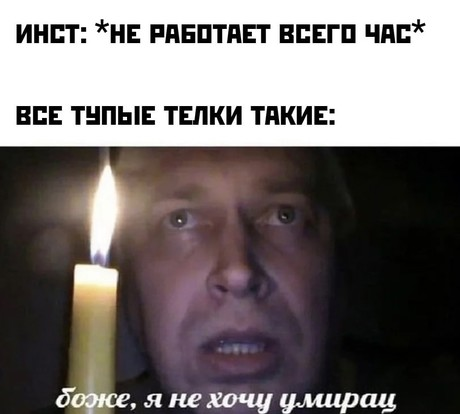 ИНСТ: *НЕ РАБОТАЕТ ВСЕГО ЧАС*
ВСЕ ТУПЫЕ ТЕЛКИ ТАКИЕ:
боже, я не хочу умирац